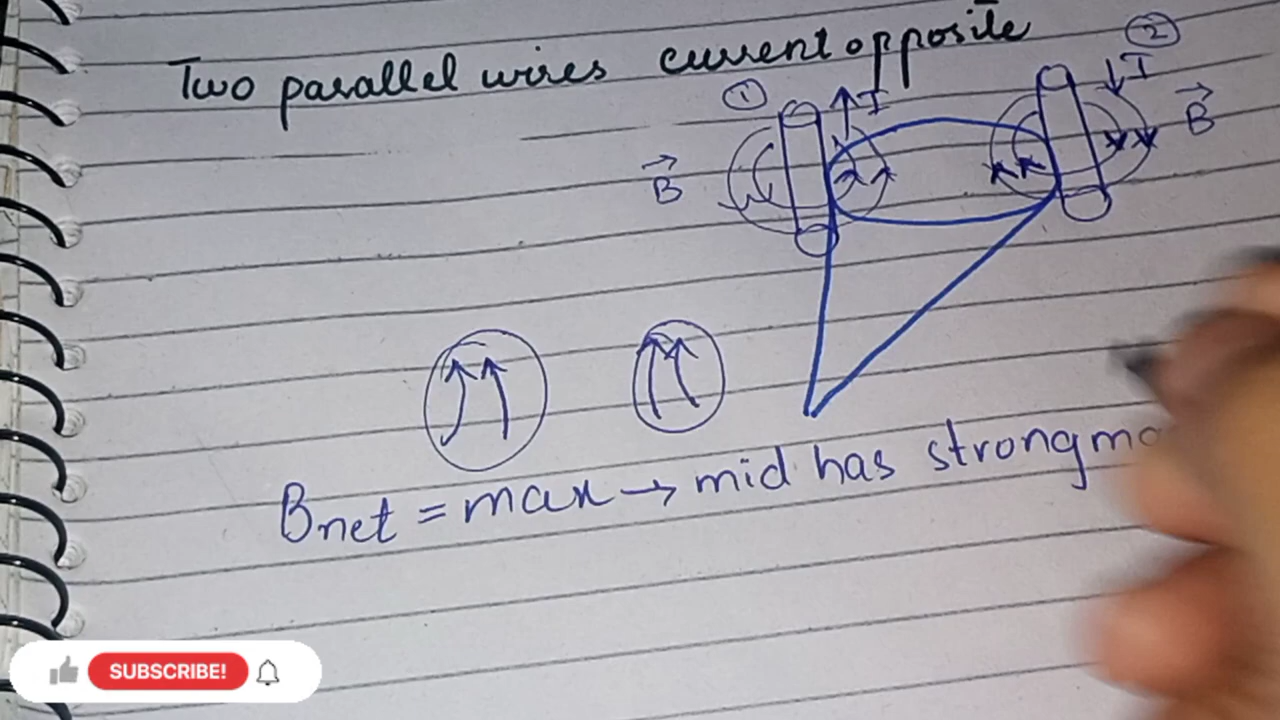 Two parallel wires current opposite
① ↑ I ② ↓ I
B⃗ B⃗
Bnet = max → mid has strong
SUBSCRIBE!